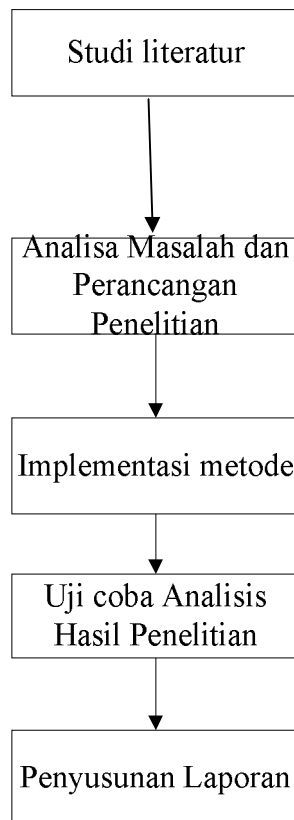 Studi literatur
Analisa Masalah dan
Perancangan
Penelitian
Implementasi metode
Uji coba Analisis
Hasil Penelitian
Penyusunan Laporan